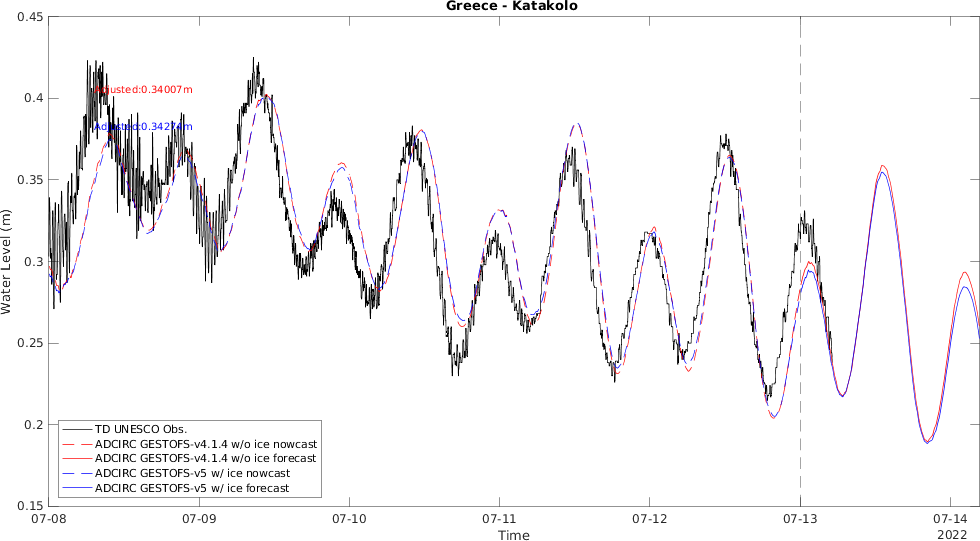 Greece - Katakolo
0.45
0.4
0.35
0.3
0.25
0.2
0.15
Water Level (m)
Adjusted:0.34007m
Adjusted:0.34274m
TD UNESCO Obs.
ADCIRC GESTOFS-v4.1.4 w/o ice nowcast
ADCIRC GESTOFS-v4.1.4 w/o ice forecast
ADCIRC GESTOFS-v5 w/ ice nowcast
ADCIRC GESTOFS-v5 w/ ice forecast
07-08 07-09 07-10 07-11 07-12 07-13 07-14
Time
2022